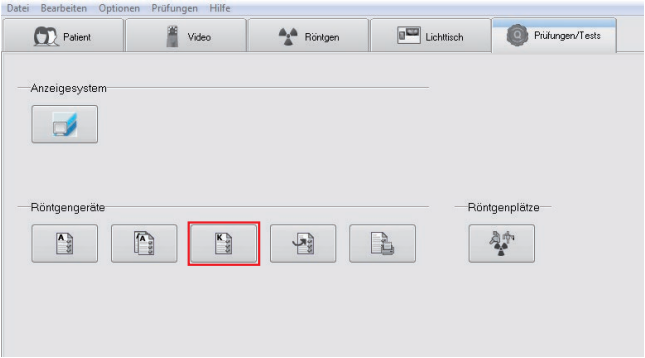 Datei Bearbeiten Optionen Prüfungen Hilfe
Patient Video Röntgen Lichttisch Prüfungen/Tests
Anzeigesystem
Röntgengeräte Röntgenplätze
A A K